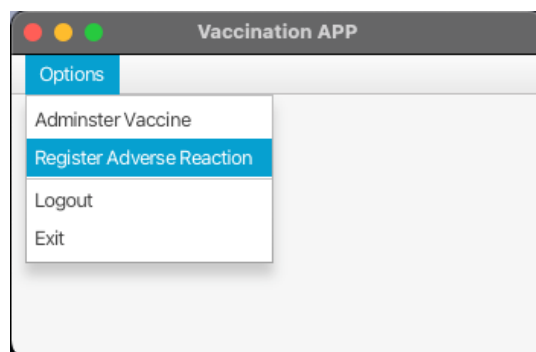 Vaccination APP
Options
Adminster Vaccine
Register Adverse Reaction
Logout
Exit